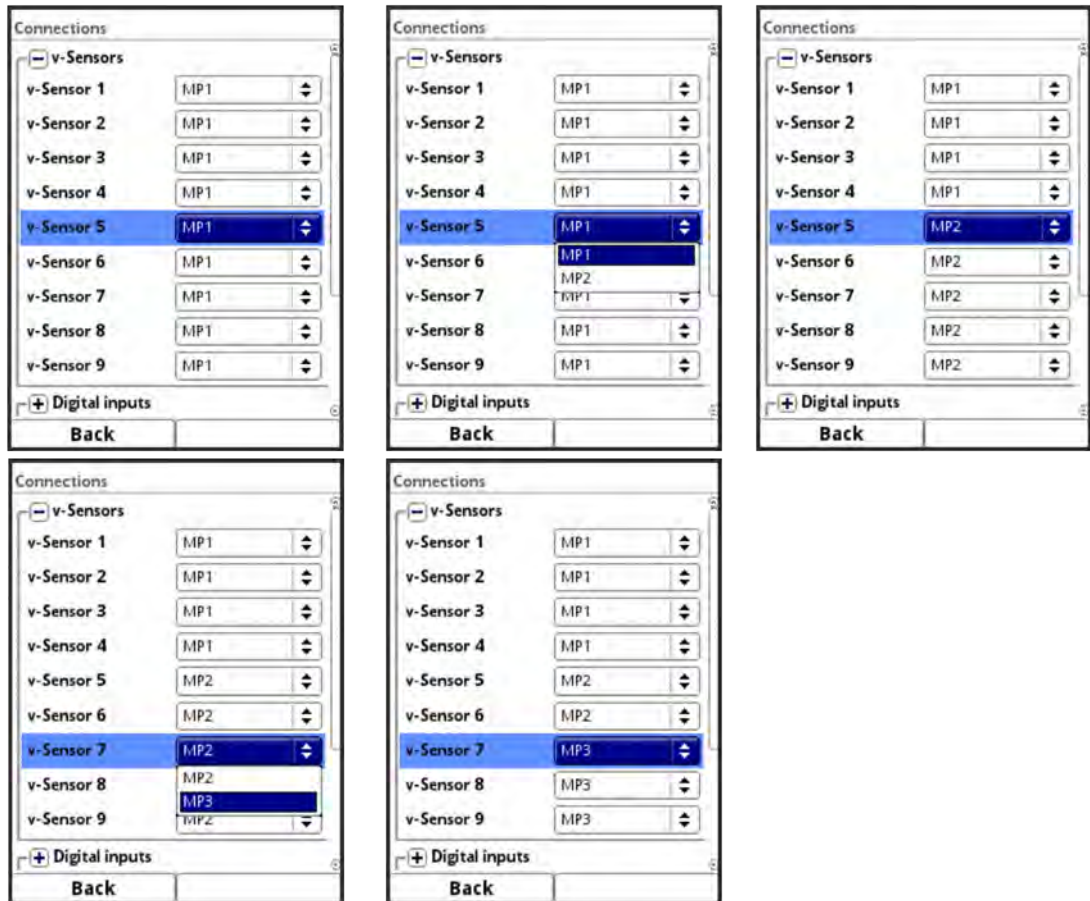 Connections
v-Sensors
v-Sensor 1 MP1
v-Sensor 2 MP1
v-Sensor 3 MP1
v-Sensor 4 MP1
v-Sensor 5 MP1
v-Sensor 6 MP1
v-Sensor 7 MP1
v-Sensor 8 MP1
v-Sensor 9 MP1
Digital inputs
Back
Connections
v-Sensors
v-Sensor 1 MP1
v-Sensor 2 MP1
v-Sensor 3 MP1
v-Sensor 4 MP1
v-Sensor 5 MP1
MP1
v-Sensor 6
MP2
v-Sensor 7 MP1
v-Sensor 8 MP1
v-Sensor 9 MP1
Digital inputs
Back
Connections
v-Sensors
v-Sensor 1 MP1
v-Sensor 2 MP1
v-Sensor 3 MP1
v-Sensor 4 MP1
v-Sensor 5 MP2
v-Sensor 6 MP2
v-Sensor 7 MP2
v-Sensor 8 MP2
v-Sensor 9 MP2
Digital inputs
Back
Connections
v-Sensors
v-Sensor 1 MP1
v-Sensor 2 MP1
v-Sensor 3 MP1
v-Sensor 4 MP1
v-Sensor 5 MP2
v-Sensor 6 MP2
v-Sensor 7 MP2
MP2
v-Sensor 8
MP3
v-Sensor 9 MP2
Digital inputs
Back
Connections
v-Sensors
v-Sensor 1 MP1
v-Sensor 2 MP1
v-Sensor 3 MP1
v-Sensor 4 MP1
v-Sensor 5 MP2
v-Sensor 6 MP2
v-Sensor 7 MP3
v-Sensor 8 MP3
v-Sensor 9 MP3
Digital inputs
Back